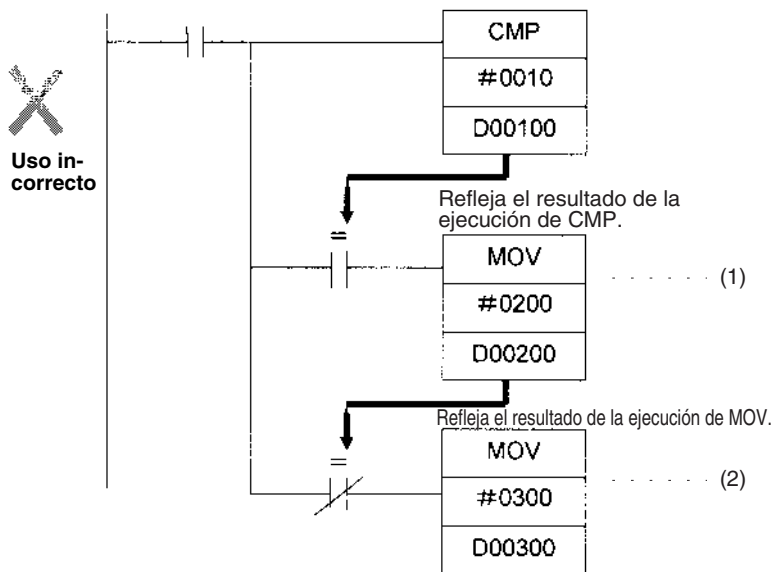 CMP
#0010
D00100
Uso in-
correcto
Refleja el resultado de la
ejecución de CMP.
=
MOV
(1)
#0200
D00200
Refleja el resultado de la ejecución de MOV.
=
MOV
(2)
#0300
D00300